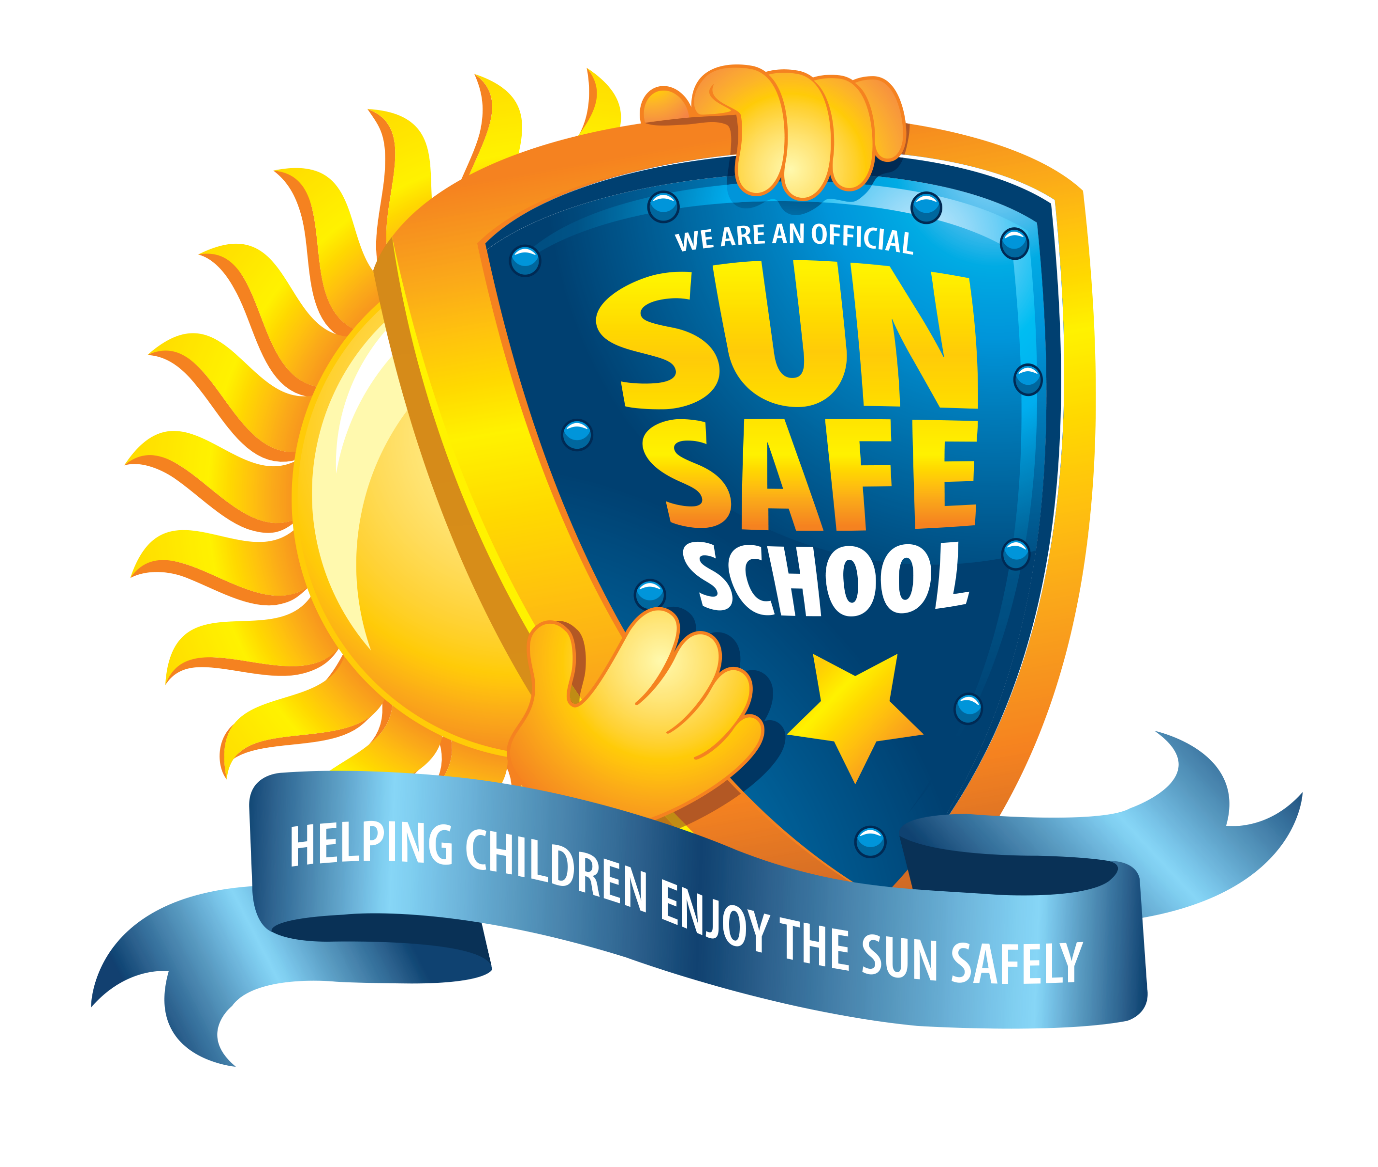 WE ARE AN OFFICIAL
SUN
SAFE
SCHOOL
HELPING CHILDREN ENJOY THE SUN SAFELY